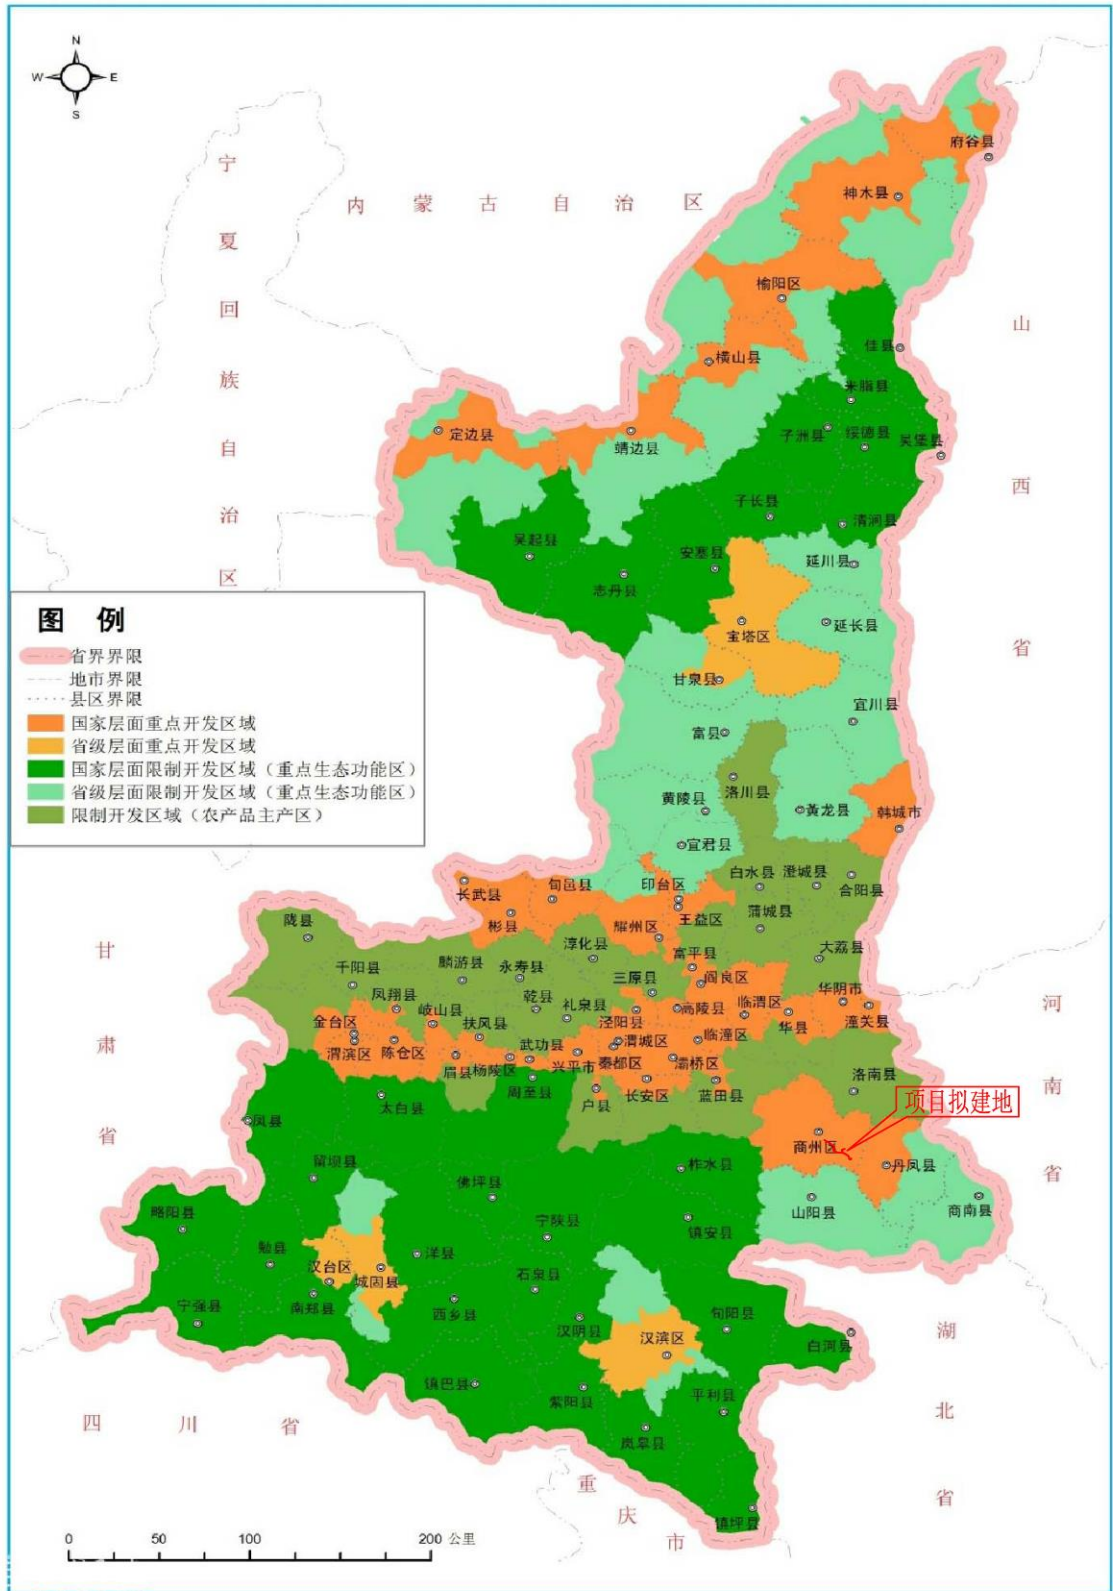 N
W E
S
宁夏回族自治区
内蒙古自治区
山西省
甘肃省
河南省
湖北省
四川省
重庆市
图 例
省界界限
地市界限
县区界限
国家层面重点开发区域
省级层面重点开发区域
国家层面限制开发区域（重点生态功能区）
省级层面限制开发区域（重点生态功能区）
限制开发区域（农产品主产区）
府谷县
神木县
榆阳区
横山县
佳县
米脂县
子洲县
绥德县
吴堡县
定边县
靖边县
子长县
清涧县
吴起县
安塞县
志丹县
延川县
宝塔区
延长县
甘泉县
宜川县
富县
洛川县
黄陵县
黄龙县
韩城市
宜君县
白水县
澄城县
合阳县
长武县
旬邑县
印台区
王益区
蒲城县
彬县
耀州区
陇县
淳化县
富平县
大荔县
千阳县
麟游县
永寿县
三原县
阎良区
凤翔县
岐山县
乾县
礼泉县
泾阳县
高陵县
临渭区
华阴市
华县
潼关县
金台区
渭滨区
陈仓区
扶风县
武功县
兴平市
渭城区
秦都区
临潼区
灞桥区
眉县
杨陵区
周至县
户县
长安区
蓝田县
洛南县
项目拟建地
太白县
凤县
商州区
丹凤县
留坝县
佛坪县
柞水县
山阳县
商南县
略阳县
宁陕县
镇安县
勉县
汉台区
城固县
洋县
石泉县
宁强县
南郑县
西乡县
汉阴县
汉滨区
旬阳县
白河县
镇巴县
紫阳县
平利县
岚皋县
镇坪县
0 50 100 200 公里